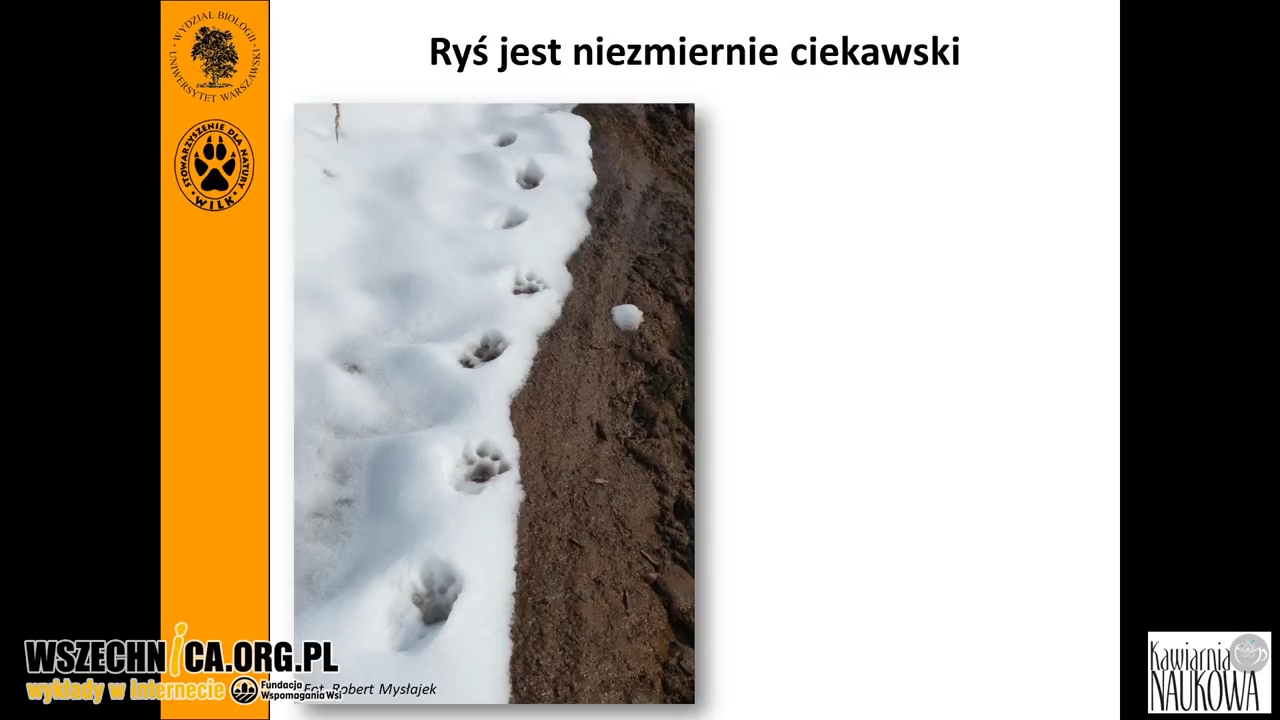 WYDZIAŁ BIOLOGII
UNIWERSYTET WARSZAWSKI
Ryś jest niezmiernie ciekawski
STOWARZYSZENIE DLA NATURY
WILK
WSZECHNICA.ORG.PL
wykłady w Internecie
Fundacja
Wspomagania Wsi
Fot. Robert Mysłajek
Kawiarnia
NAUKOWA